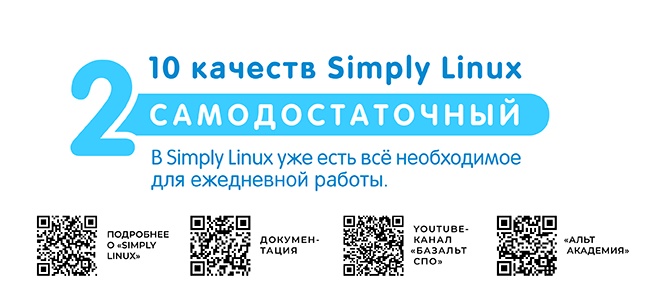 10 качеств Simply Linux
2
САМОДОСТАТОЧНЫЙ
В Simply Linux уже есть всё необходимое
для ежедневной работы.
ПОДРОБНЕЕ
О «SIMPLY
LINUX»
ДОКУМЕН-
ТАЦИЯ
YOUTUBE-
КАНАЛ
«БАЗАЛЬТ
СПО»
«АЛЬТ
АКАДЕМИЯ»